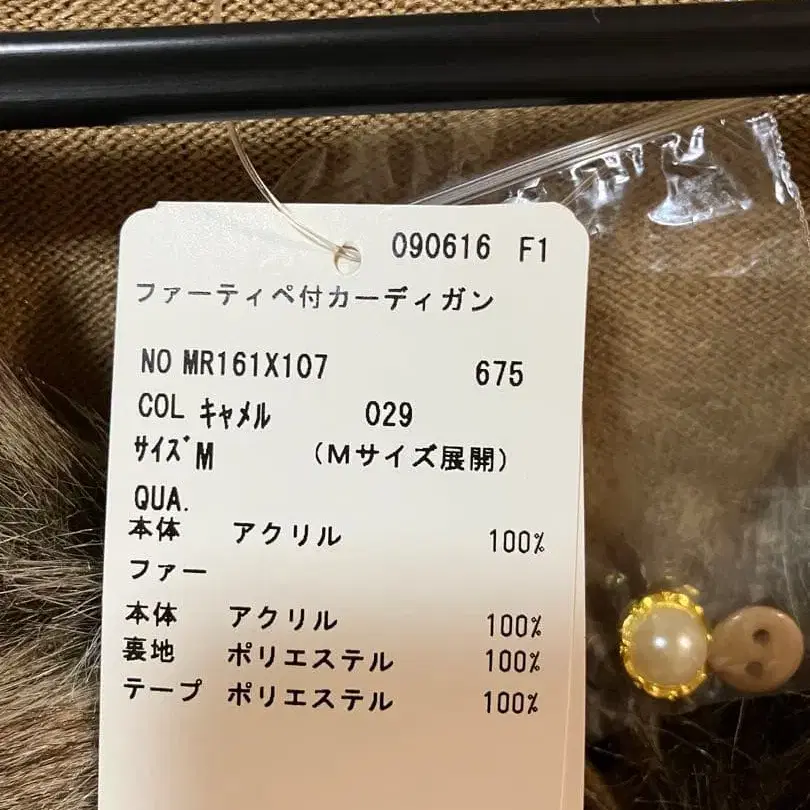 090616 F1
ファーティペ付カーディガン
NO MR161X107 675
COL ｷｬﾒﾙ 029
ｻｲｽﾞ M （Mサイズ展開）
QUA.
本体 アクリル 100%
ファー
本体 アクリル 100%
裏地 ポリエステル 100%
テープ ポリエステル 100%